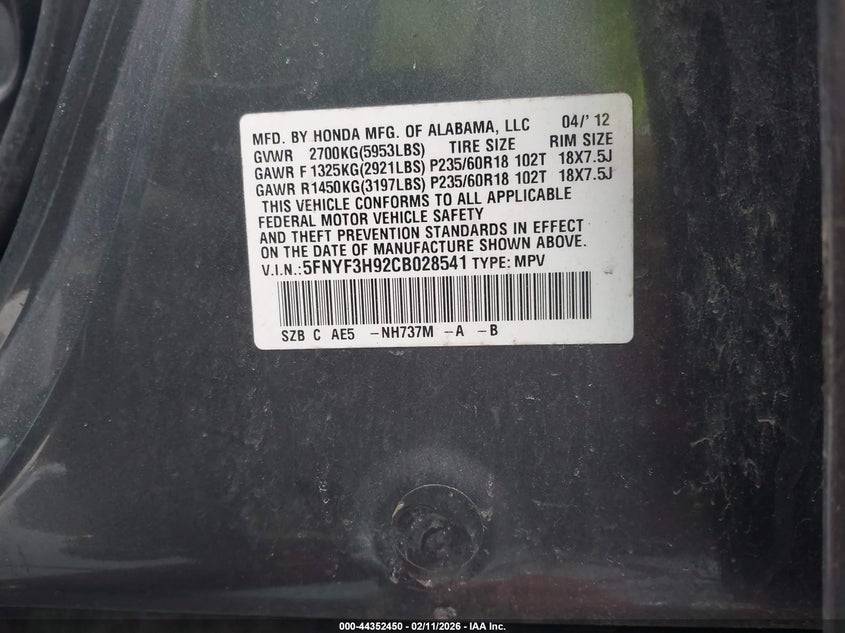 MFD. BY HONDA MFG. OF ALABAMA, LLC 04/' 12
GVWR 2700KG(5953LBS) TIRE SIZE RIM SIZE
GAWR F 1325KG(2921LBS) P235/60R18 102T 18X7.5J
GAWR R1450KG(3197LBS) P235/60R18 102T 18X7.5J
THIS VEHICLE CONFORMS TO ALL APPLICABLE
FEDERAL MOTOR VEHICLE SAFETY
AND THEFT PREVENTION STANDARDS IN EFFECT
ON THE DATE OF MANUFACTURE SHOWN ABOVE.
V.I.N.:5FNYF3H92CB028541 TYPE: MPV
SZB C AE5 -NH737M -A -B
000-44352450 - 02/11/2026 - IAA Inc.